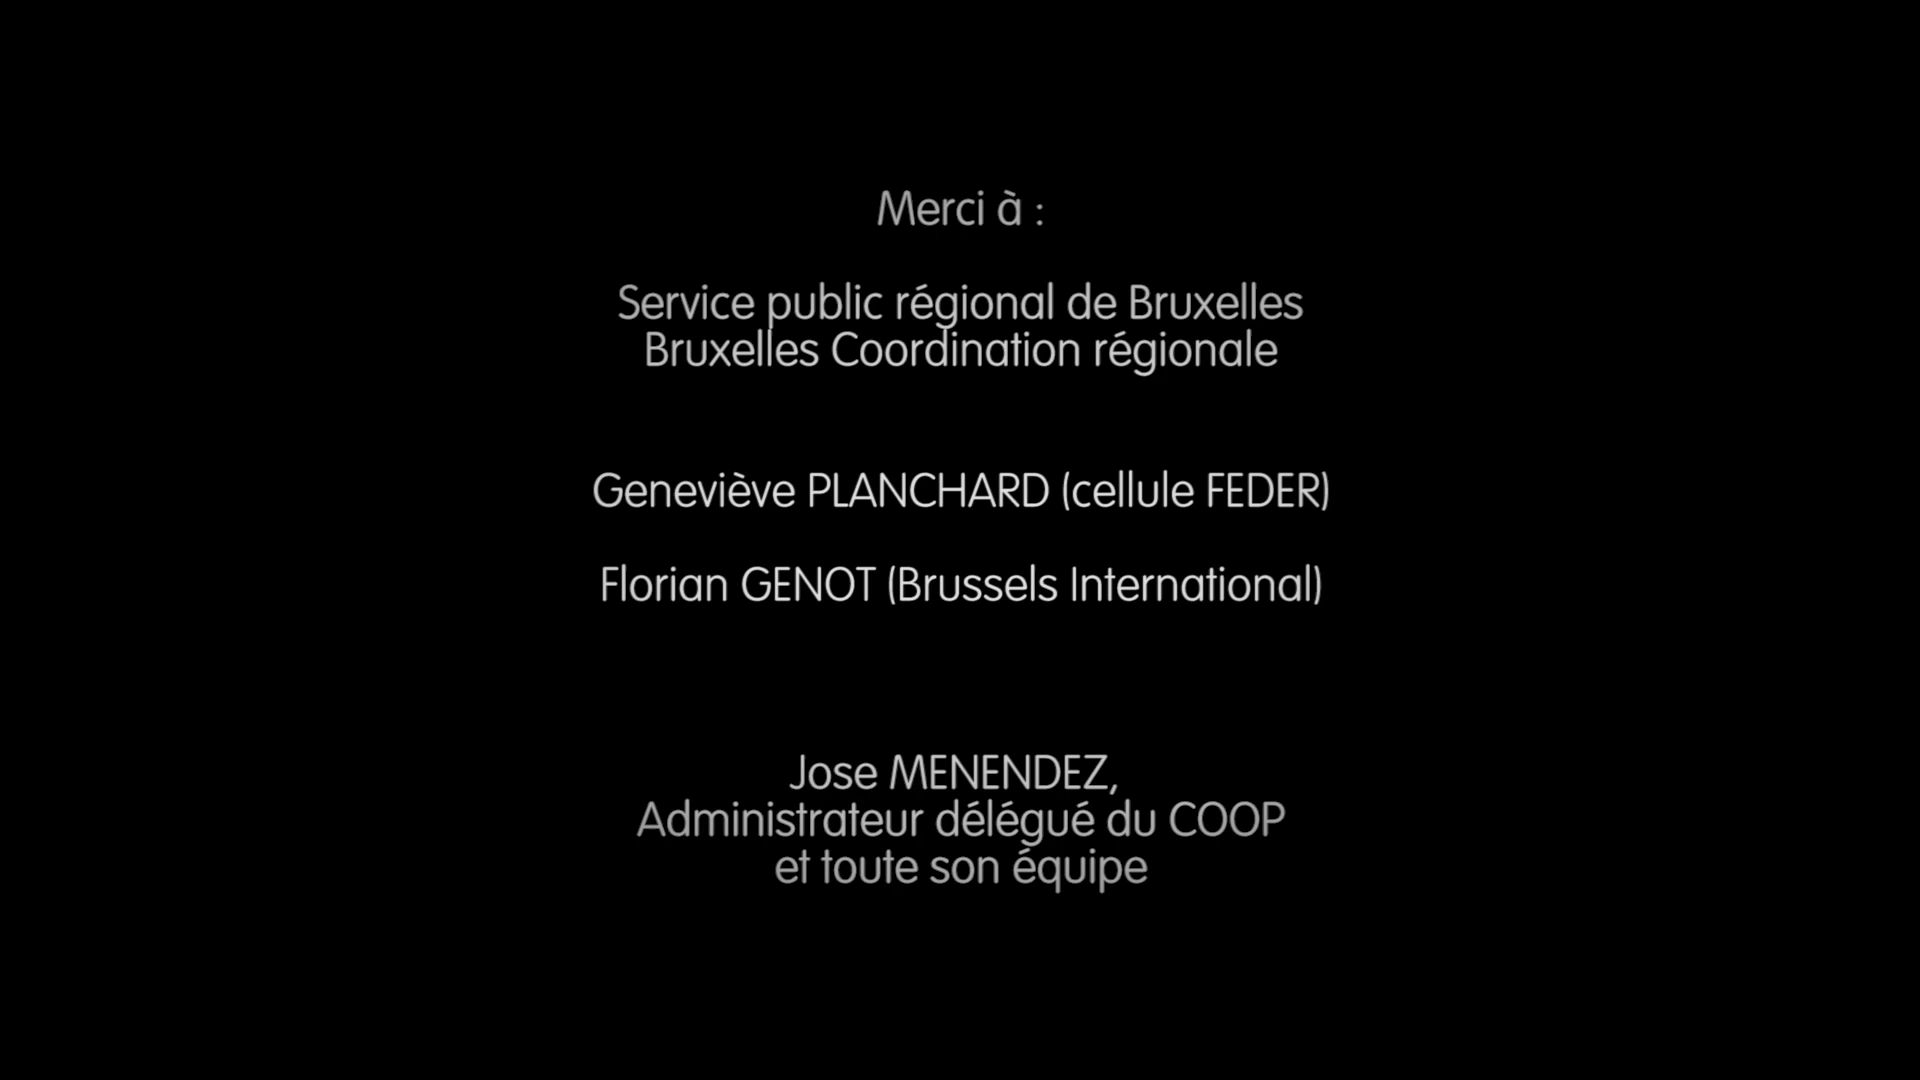 Merci à :
Service public régional de Bruxelles
Bruxelles Coordination régionale
Geneviève PLANCHARD (cellule FEDER)
Florian GENOT (Brussels International)
Jose MENENDEZ,
Administrateur délégué du COOP
et toute son équipe